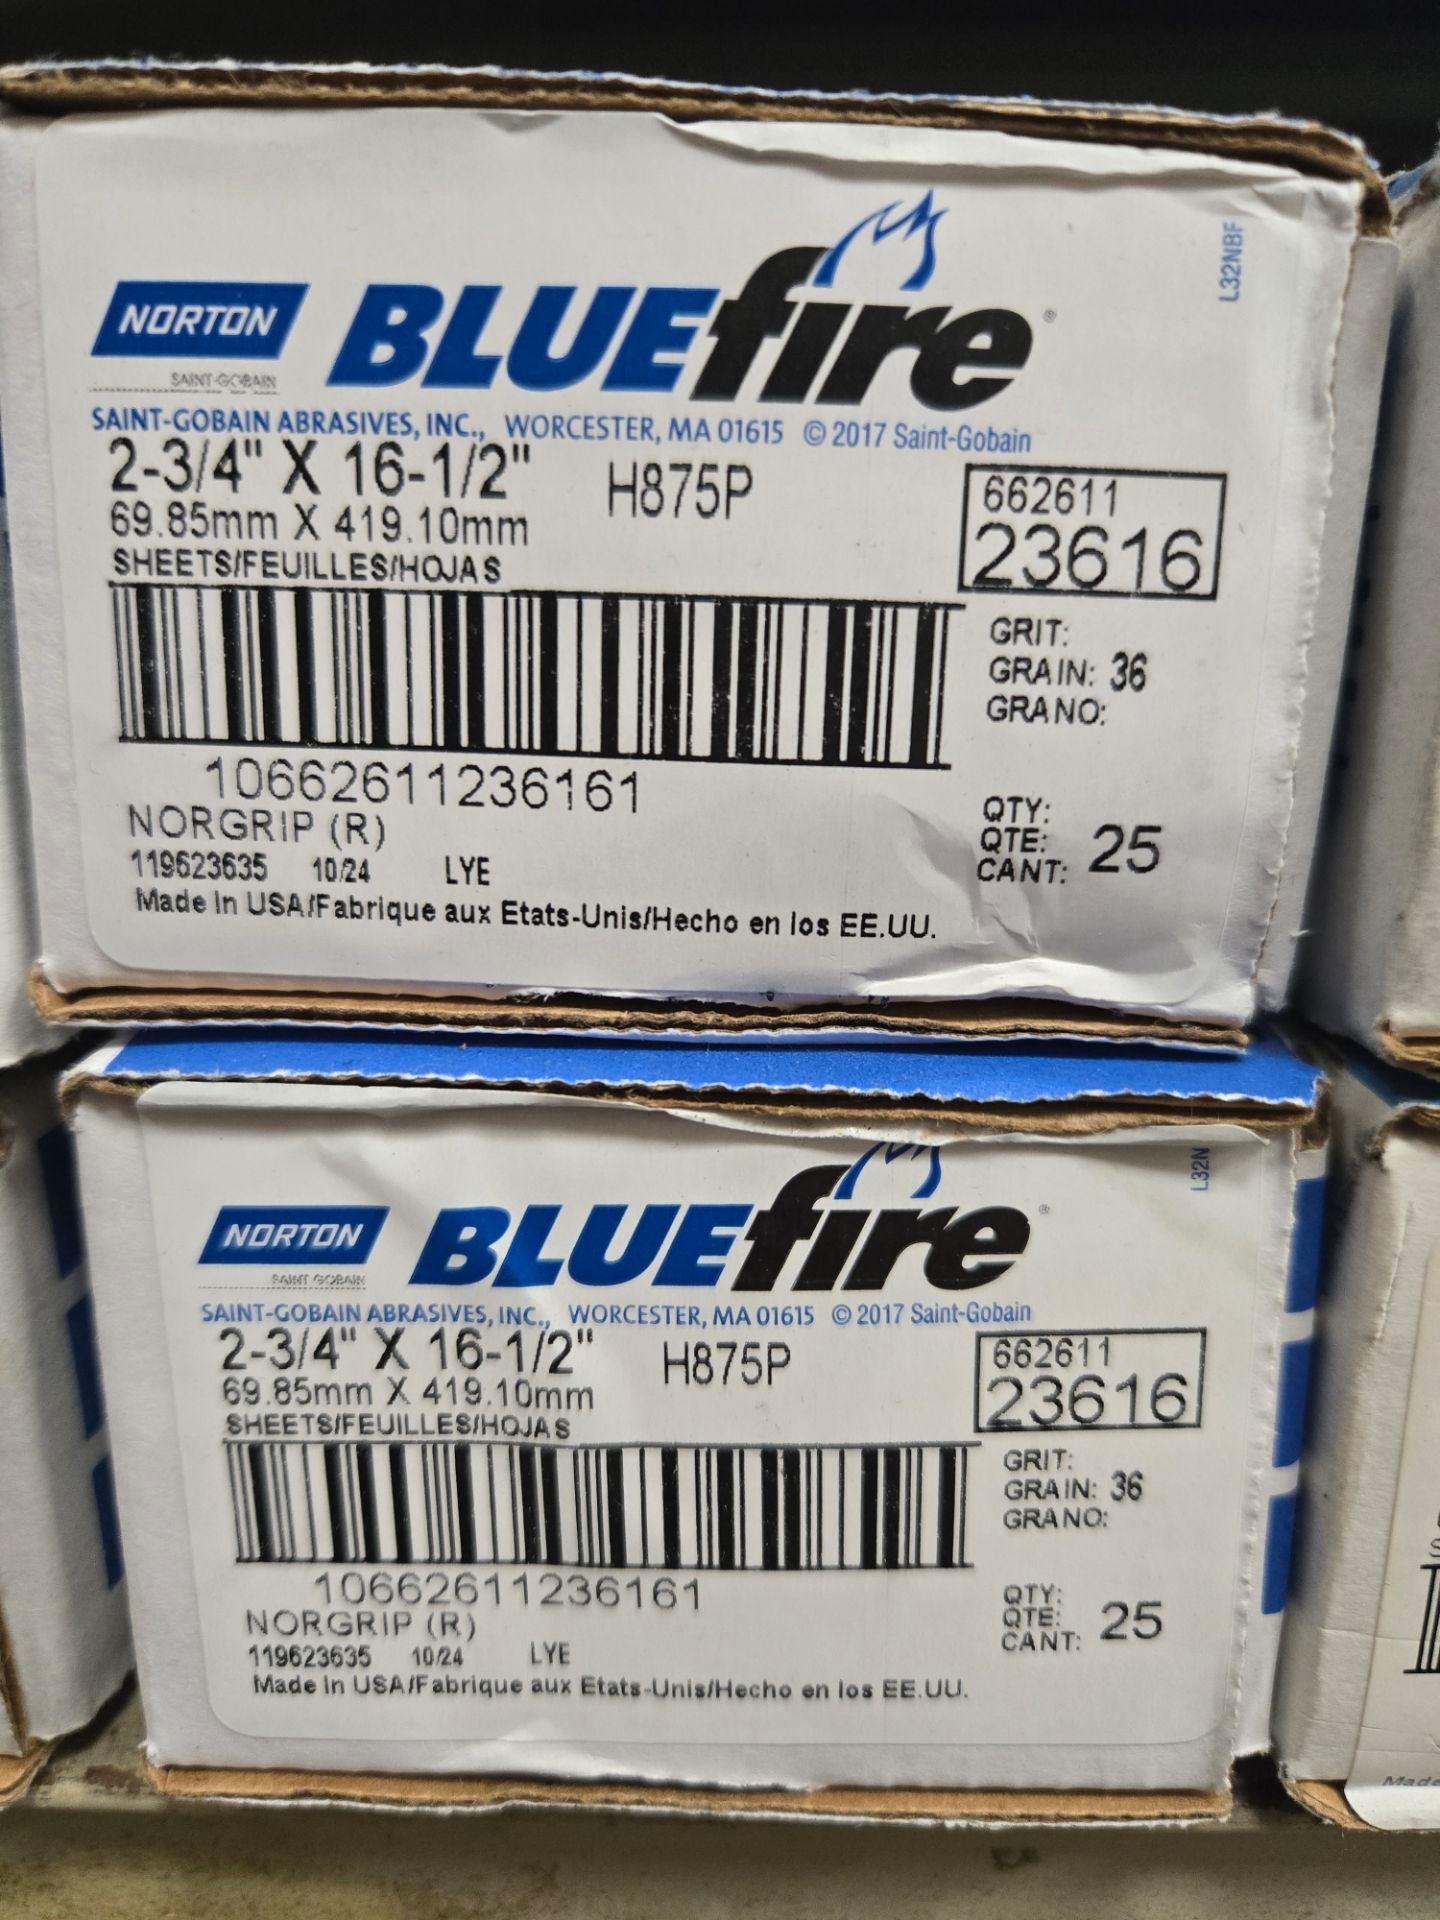 L32NBF
NORTON BLUEfire®
SAINT-GOBAIN
SAINT-GOBAIN ABRASIVES, INC., WORCESTER, MA 01615 © 2017 Saint-Gobain
2-3/4" X 16-1/2" H875P
69.85mm X 419.10mm
SHEETS/FEUILLES/HOJAS
662611
23616
GRIT:
GRAIN: 36
GRANO:
10662611236161
NORGRIP (R)
119623635 10/24 LYE
Made In USA/Fabrique aux Etats-Unis/Hecho en los EE.UU.
QTY:
QTE: 25
CANT:
L32N
NORTON BLUEfire®
SAINT-GOBAIN
SAINT-GOBAIN ABRASIVES, INC., WORCESTER, MA 01615 © 2017 Saint-Gobain
2-3/4" X 16-1/2" H875P
69.85mm X 419.10mm
SHEETS/FEUILLES/HOJAS
662611
23616
GRIT:
GRAIN: 36
GRANO:
10662611236161
NORGRIP (R)
119623635 10/24 LYE
Made In USA/Fabrique aux Etats-Unis/Hecho en los EE.UU.
QTY:
QTE: 25
CANT:
Made